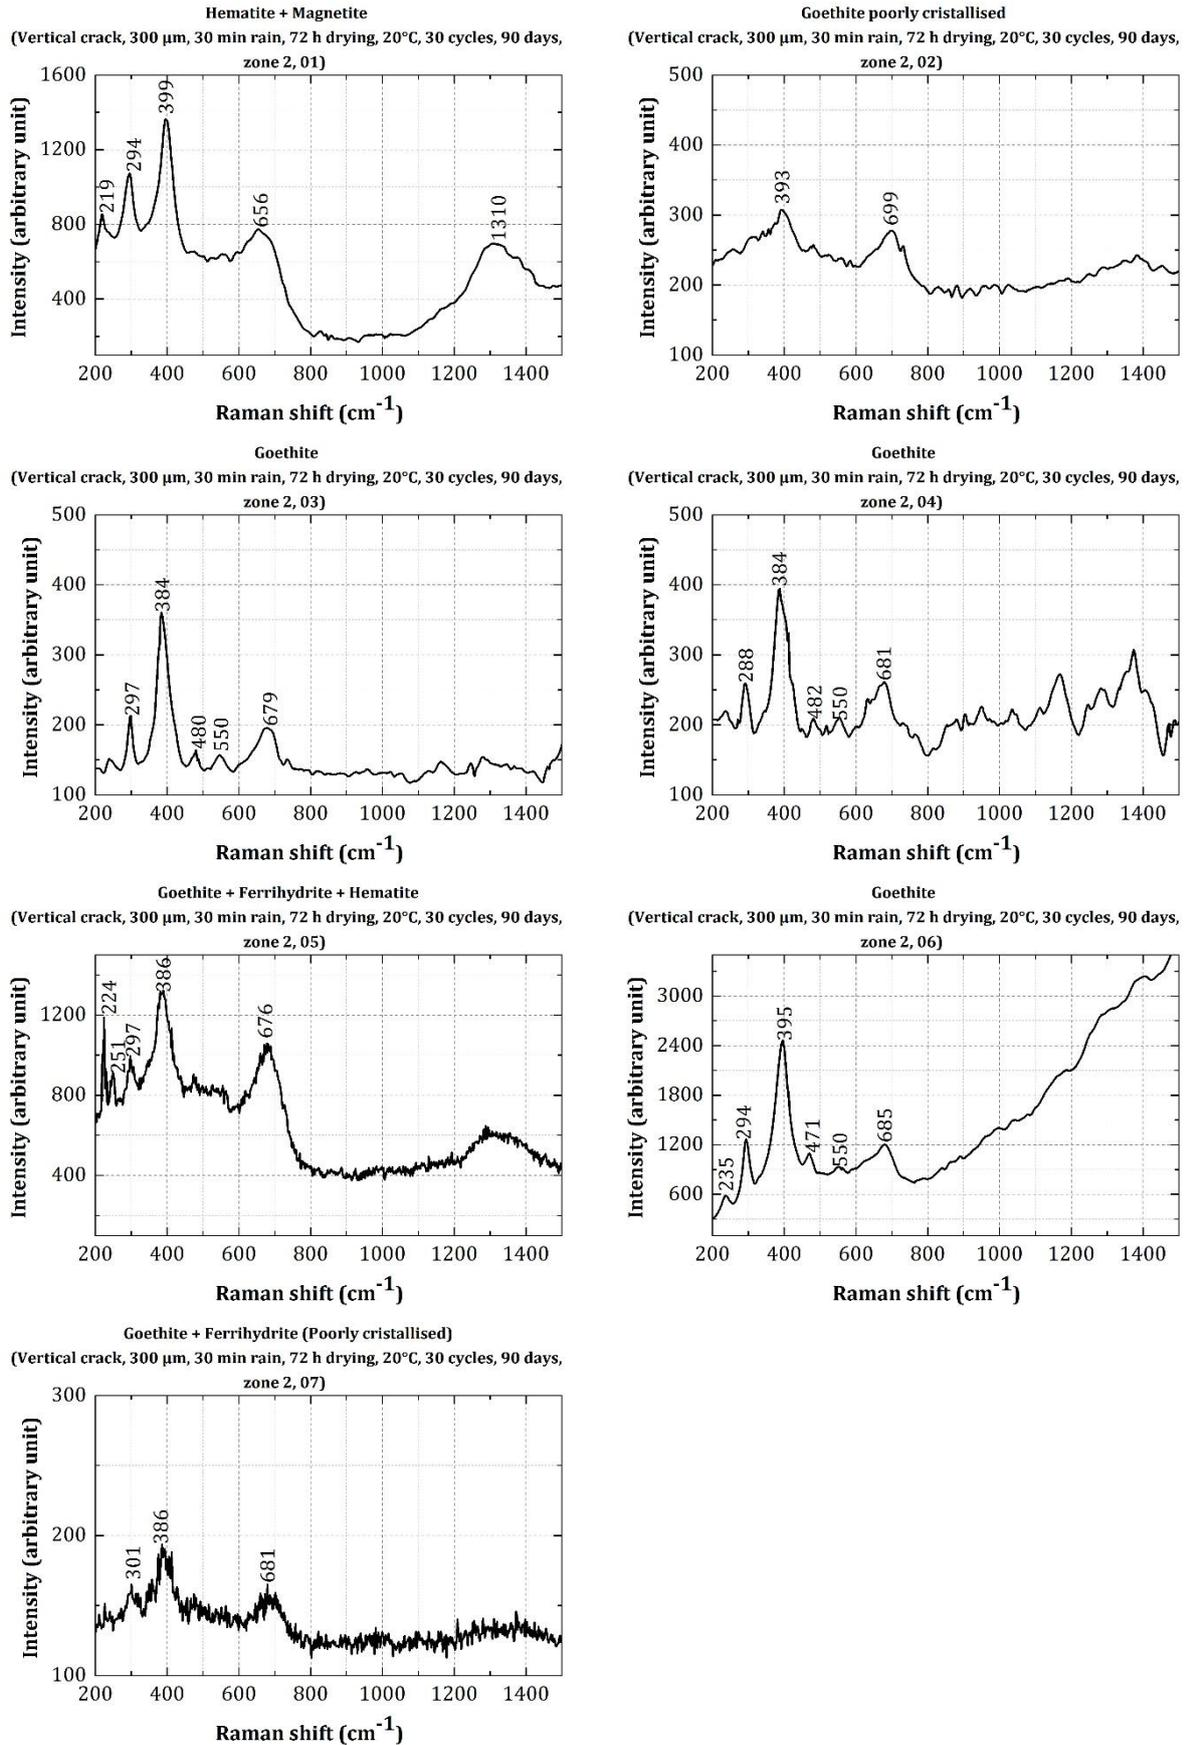 Hematite + Magnetite
(Vertical crack, 300 µm, 30 min rain, 72 h drying, 20°C, 30 cycles, 90 days,
zone 2, 01)
1600
1200
800
400
219
294
399
656
1310
200 400 600 800 1000 1200 1400
Intensity (arbitrary unit)
Raman shift (cm⁻¹)
Goethite poorly cristallised
(Vertical crack, 300 µm, 30 min rain, 72 h drying, 20°C, 30 cycles, 90 days,
zone 2, 02)
500
400
300
200
100
393
699
200 400 600 800 1000 1200 1400
Intensity (arbitrary unit)
Raman shift (cm⁻¹)
Goethite
(Vertical crack, 300 µm, 30 min rain, 72 h drying, 20°C, 30 cycles, 90 days,
zone 2, 03)
500
400
300
200
100
297
384
480
550
679
200 400 600 800 1000 1200 1400
Intensity (arbitrary unit)
Raman shift (cm⁻¹)
Goethite
(Vertical crack, 300 µm, 30 min rain, 72 h drying, 20°C, 30 cycles, 90 days,
zone 2, 04)
500
400
300
200
100
288
384
482
550
681
200 400 600 800 1000 1200 1400
Intensity (arbitrary unit)
Raman shift (cm⁻¹)
Goethite + Ferrihydrite + Hematite
(Vertical crack, 300 µm, 30 min rain, 72 h drying, 20°C, 30 cycles, 90 days,
zone 2, 05)
1200
800
400
224
251
297
386
676
200 400 600 800 1000 1200 1400
Intensity (arbitrary unit)
Raman shift (cm⁻¹)
Goethite
(Vertical crack, 300 µm, 30 min rain, 72 h drying, 20°C, 30 cycles, 90 days,
zone 2, 06)
3000
2400
1800
1200
600
235
294
395
471
550
685
200 400 600 800 1000 1200 1400
Intensity (arbitrary unit)
Raman shift (cm⁻¹)
Goethite + Ferrihydrite (Poorly cristallised)
(Vertical crack, 300 µm, 30 min rain, 72 h drying, 20°C, 30 cycles, 90 days,
zone 2, 07)
300
200
100
301
386
681
200 400 600 800 1000 1200 1400
Intensity (arbitrary unit)
Raman shift (cm⁻¹)